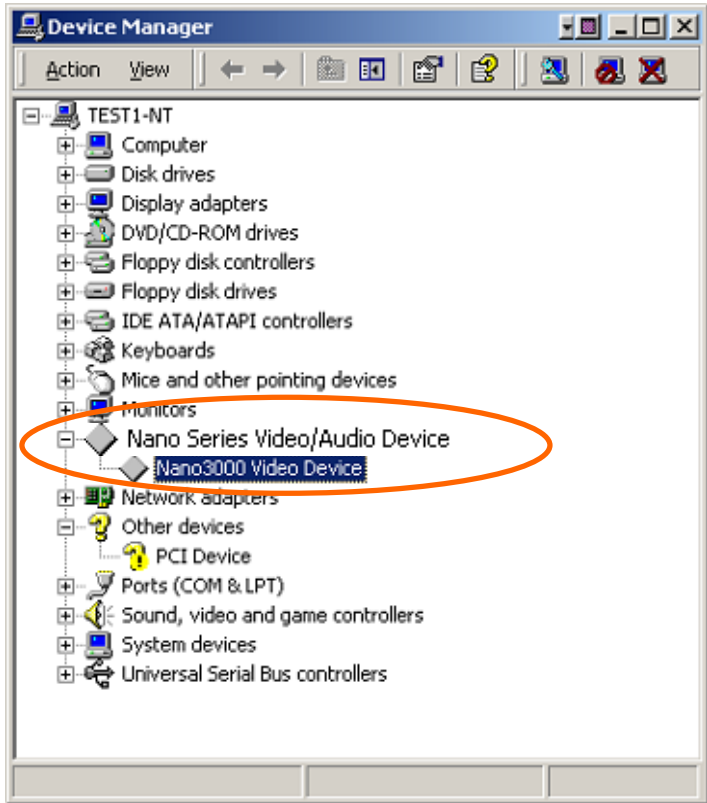 Device Manager
Action View
TEST1-NT
Computer
Disk drives
Display adapters
DVD/CD-ROM drives
Floppy disk controllers
Floppy disk drives
IDE ATA/ATAPI controllers
Keyboards
Mice and other pointing devices
Monitors
Nano Series Video/Audio Device
Nano3000 Video Device
Network adapters
Other devices
PCI Device
Ports (COM & LPT)
Sound, video and game controllers
System devices
Universal Serial Bus controllers